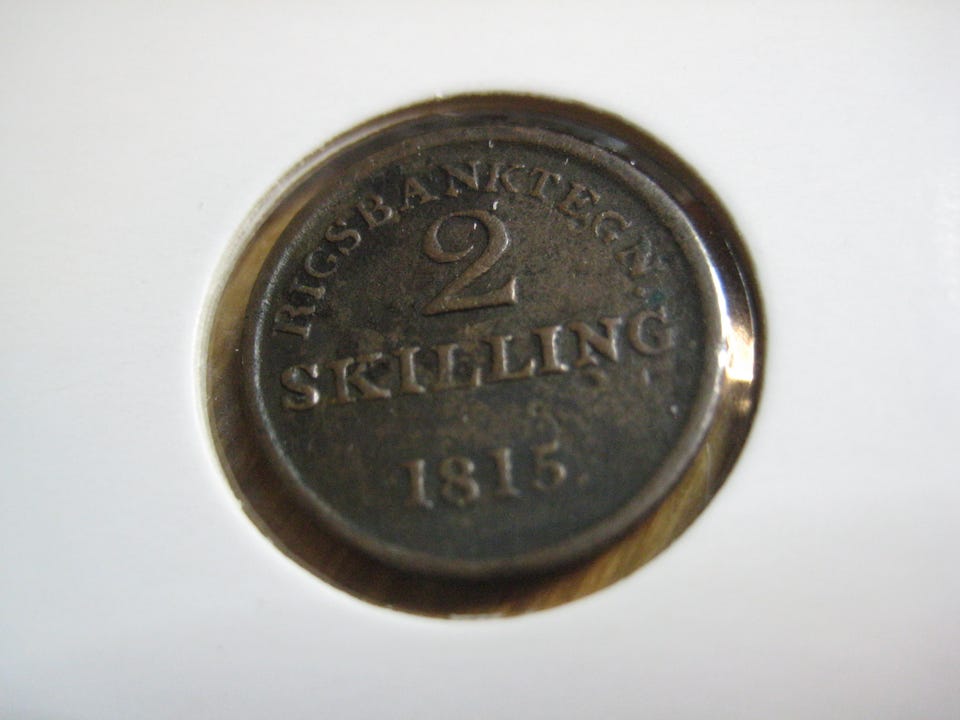 RIGSBANKTEGN.
2
SKILLING
1815.